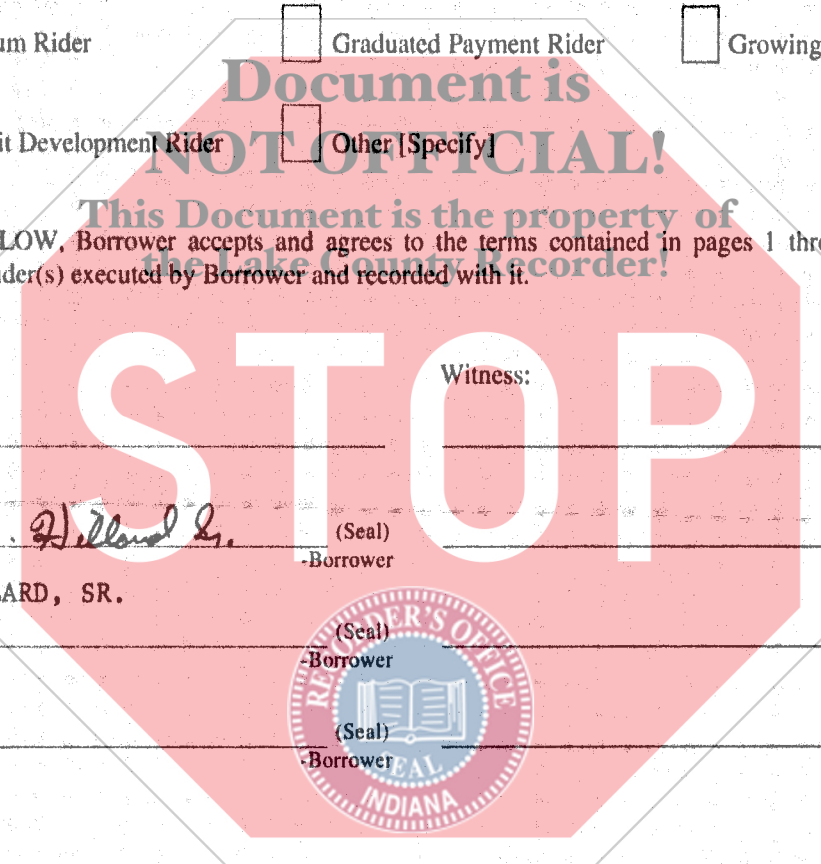 um Rider Graduated Payment Rider Growing
Document is
it Development Rider Other [Specify]
NOT OFFICIAL!
This Document is the property of
LOW, Borrower accepts and agrees to the terms contained in pages 1 thr
the Lake County Recorder!
der(s) executed by Borrower and recorded with it.
STOP
Witness:
. Hillard Sr. (Seal)
-Borrower
LARD, SR.
(Seal)
-Borrower
(Seal)
-Borrower
RECORDER'S OFFICE
SEAL
INDIANA